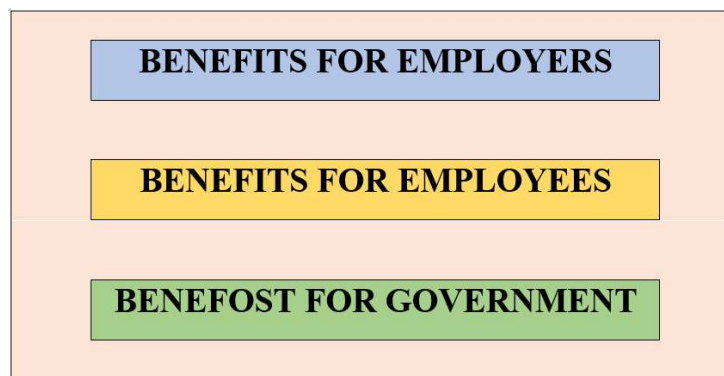 BENEFITS FOR EMPLOYERS
BENEFITS FOR EMPLOYEES
BENEFOST FOR GOVERNMENT